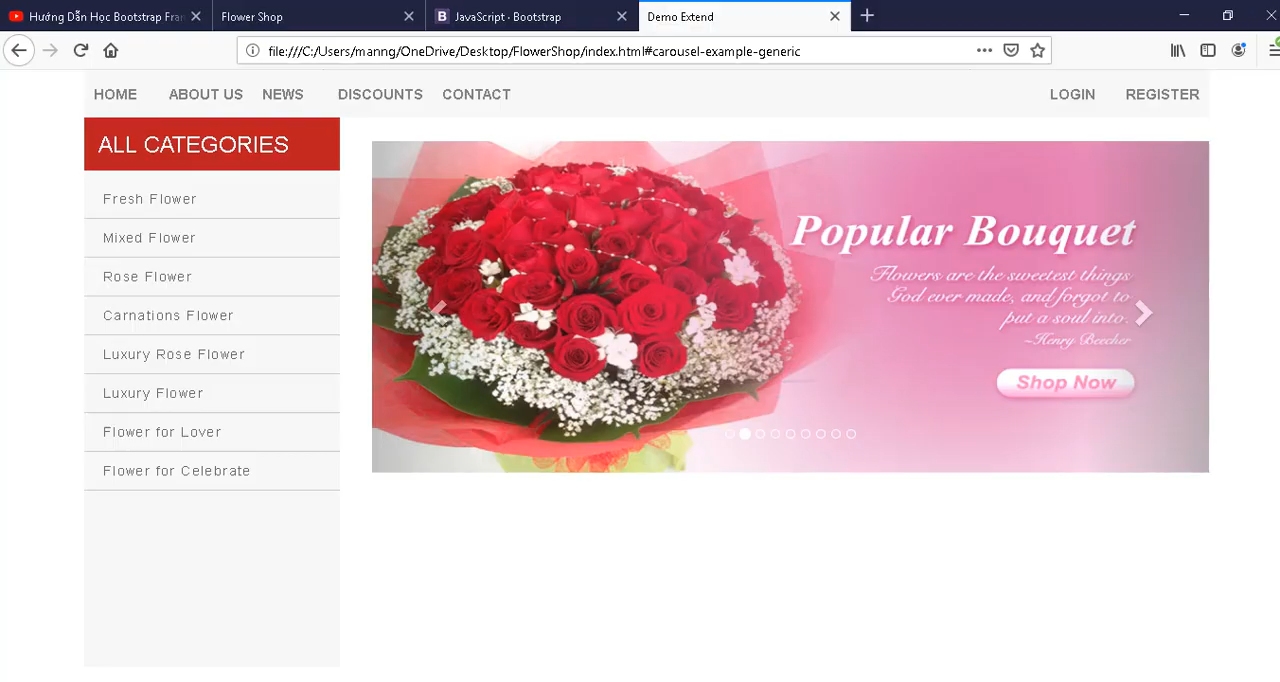 Hướng Dẫn Học Bootstrap Fran
Flower Shop
B JavaScript · Bootstrap
Demo Extend
file:///C:/Users/manng/OneDrive/Desktop/FlowerShop/index.html#carousel-example-generic
HOME ABOUT US NEWS DISCOUNTS CONTACT LOGIN REGISTER
ALL CATEGORIES
Fresh Flower
Mixed Flower
Rose Flower
Carnations Flower
Luxury Rose Flower
Luxury Flower
Flower for Lover
Flower for Celebrate
Popular Bouquet
Flowers are the sweetest things
God ever made, and forgot to
put a soul into.
~Henry Beecher
Shop Now